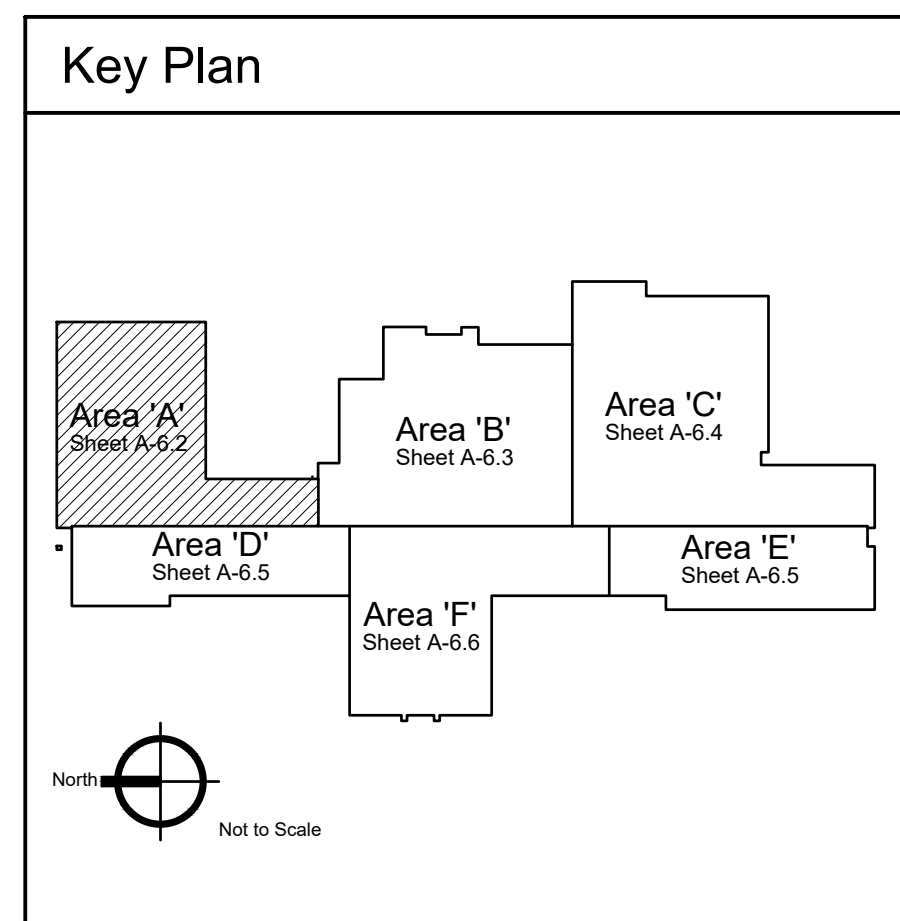 Key Plan
Area 'A'
Sheet A-6.2
Area 'B'
Sheet A-6.3
Area 'C'
Sheet A-6.4
Area 'D'
Sheet A-6.5
Area 'E'
Sheet A-6.5
Area 'F'
Sheet A-6.6
North
Not to Scale